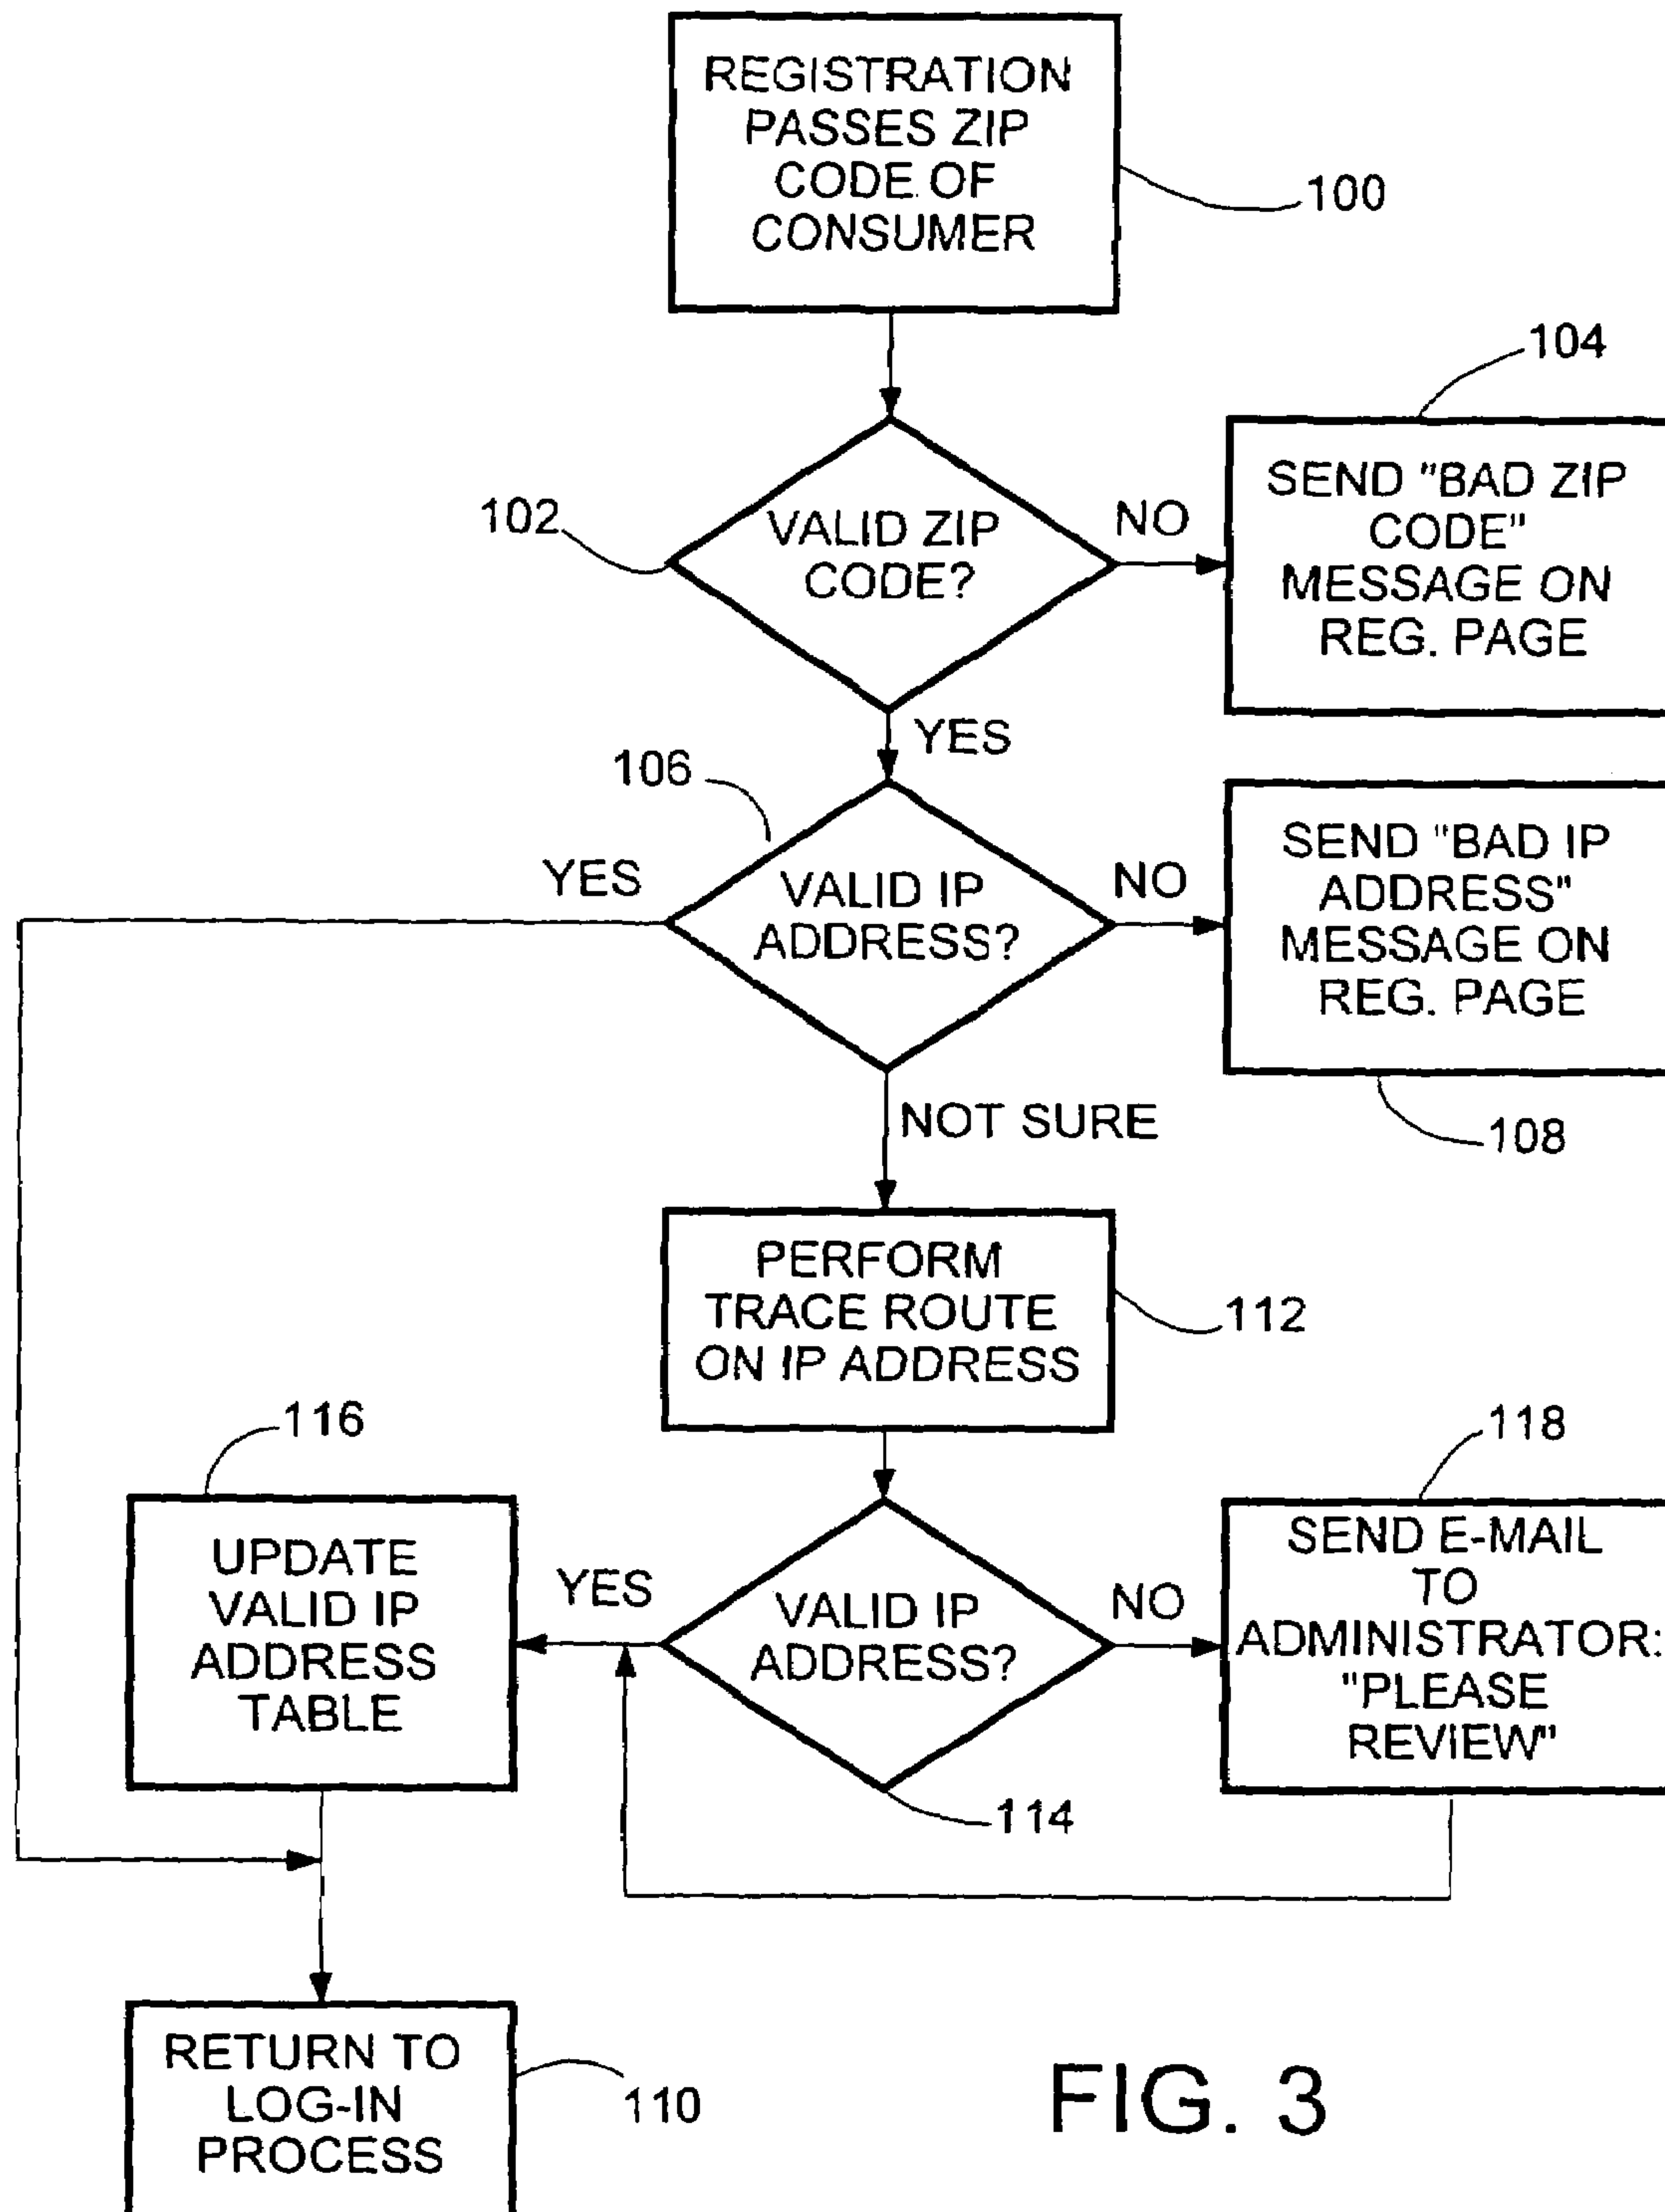 REGISTRATION
PASSES ZIP
CODE OF
CONSUMER
100
104
102
VALID ZIP
CODE?
NO
SEND "BAD ZIP
CODE"
MESSAGE ON
REG. PAGE
YES
106
YES
VALID IP
ADDRESS?
NO
SEND "BAD IP
ADDRESS"
MESSAGE ON
REG. PAGE
108
NOT SURE
PERFORM
TRACE ROUTE
ON IP ADDRESS
112
116
118
UPDATE
VALID IP
ADDRESS
TABLE
YES
VALID IP
ADDRESS?
NO
SEND E-MAIL
TO
ADMINISTRATOR:
"PLEASE
REVIEW"
114
RETURN TO
LOG-IN
PROCESS
110
FIG. 3